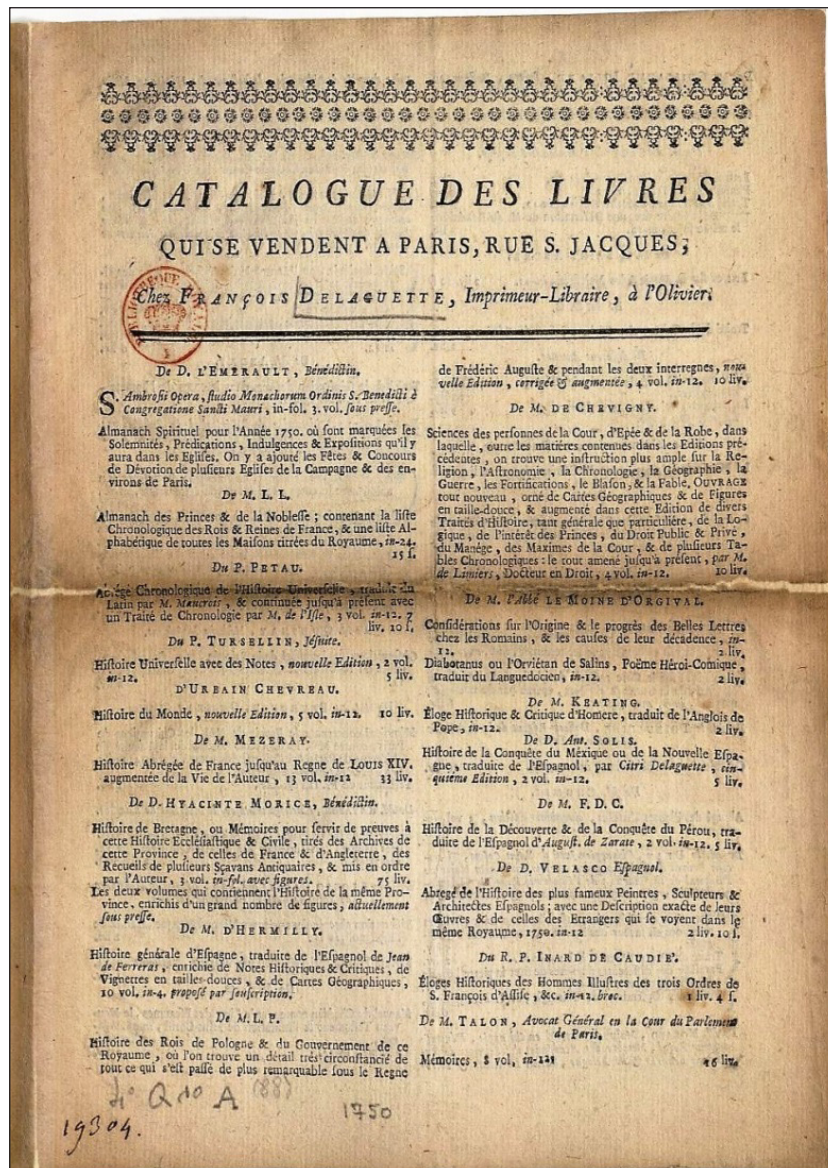 CATALOGUE DES LIVRES
QUI SE VENDENT A PARIS, RUE S. JACQUES;
Chez FRANÇOIS DELAGUETTE, Imprimeur-Libraire, à l'Olivier.
De D. L'EMERAULT, Bénédictin.
S. Ambrosii Opera, studio Monachorum Ordinis S. Benedicti è
Congregatione Sancti Mauri, in-fol. 3. vol. sous presse.
Almanach Spirituel pour l'Année 1750. où sont marquées les
Solemnités, Prédications, Indulgences & Expositions qu'il y
aura dans les Eglises. On y a ajouté les Fêtes & Concours
de Dévotion de plusieurs Eglises de la Campagne & des en-
virons de Paris.
De M. L. L.
Almanach des Princes & de la Noblesse; contenant la liste
Chronologique des Rois & Reines de France, & une liste Al-
phabétique de toutes les Maisons titrées du Royaume, in-24.
15 s.
Du P. PETAU.
Abrégé Chronologique de l'Histoire Universelle, traduit du
Latin par M. Maucroix, & continuée jusqu'à présent avec
un Traité de Chronologie par M. de l'Isle, 3 vol. in-12. 7
liv. 10 s.
Du P. TURSELLIN, Jésuite.
Histoire Universelle avec des Notes, nouvelle Edition, 2 vol.
in-12. 5 liv.
D'URBAIN CHEVREAU.
Histoire du Monde, nouvelle Edition, 5 vol. in-12. 10 liv.
De M. MEZERAY.
Histoire Abrégée de France jusqu'au Regne de LOUIS XIV.
augmentée de la Vie de l'Auteur, 13 vol. in-12 33 liv.
De D. HYACINTE MORICE, Bénédictin.
Histoire de Bretagne, ou Mémoires pour servir de preuves à
cette Histoire Ecclésiastique & Civile, tirés des Archives de
cette Province, de celles de France & d'Angleterre, des
Recueils de plusieurs Sçavans Antiquaires, & mis en ordre
par l'Auteur, 3 vol. in-fol. avec figures. 75 liv.
Les deux volumes qui contiennent l'Histoire de la même Pro-
vince, enrichis d'un grand nombre de figures, actuellement
sous presse.
De M. D'HERMILLY.
Histoire générale d'Espagne, traduite de l'Espagnol de Jean
de Ferreras, enrichie de Notes Historiques & Critiques, de
Vignettes en tailles-douces, & de Cartes Géographiques,
10 vol. in-4. proposé par souscription.
De M. L. P.
Histoire des Rois de Pologne & du Gouvernement de ce
Royaume, où l'on trouve un détail très circonstancié de
tout ce qui s'est passé de plus remarquable sous le Regne
de Frédéric Auguste & pendant les deux interregnes, nou-
velle Edition, corrigée & augmentée, 4 vol. in-12. 10 liv.
De M. DE CHEVIGNY.
Sciences des personnes de la Cour, d'Epée & de la Robe, dans
laquelle, outre les matières contenues dans les Editions pré-
cédentes, on trouve une instruction plus ample sur la Re-
ligion, l'Astronomie, la Chronologie, la Géographie, la
Guerre, les Fortifications, le Blason, & la Fable. OUVRAGE
tout nouveau, orné de Cartes Géographiques & de Figures
en taille-douce, & augmenté dans cette Edition de divers
Traités d'Histoire, tant générale que particulière, de la Lo-
gique, de l'intérêt des Princes, du Droit Public & Privé,
du Manège, des Maximes de la Cour, & de plusieurs Ta-
bles Chronologiques: le tout amené jusqu'à présent, par M.
de Limiers, Docteur en Droit, 4 vol. in-12. 10 liv.
De M. l'Abbé LE MOINE D'ORGIVAL.
Considérations sur l'Origine & le progrès des Belles Lettres
chez les Romains, & les causes de leur décadence, in-
12. 2 liv.
Diabotanus ou l'Orviétan de Salins, Poëme Héroi-Comique,
traduit du Languedocien, in-12. 2 liv.
De M. KEATING.
Éloge Historique & Critique d'Homere, traduit de l'Anglois de
Pope, in-12. 2 liv.
De D. Ant. SOLIS.
Histoire de la Conquête du Méxique ou de la Nouvelle Espa-
gne, traduite de l'Espagnol, par Citri Delaguette, cin-
quième Edition, 2 vol. in-12. 5 liv.
De M. F. D. C.
Histoire de la Découverte & de la Conquête du Pérou, tra-
duite de l'Espagnol d'August. de Zarate, 2 vol. in-12. 5 liv.
De D. VELASCO Espagnol.
Abregé de l'Histoire des plus fameux Peintres, Sculpteurs &
Architectes Espagnols; avec une Description exacte de leurs
Œuvres & de celles des Etrangers qui se voyent dans le
même Royaume, 1750. in-12 2 liv. 10 s.
Du R. P. INARD DE CAUDIE'.
Éloges Historiques des Hommes Illustres des trois Ordres de
S. François d'Assise, &c. in-12. broc. 1 liv. 4 s.
De M. TALON, Avocat Général en la Cour du Parlement
de Paris.
Mémoires, 8 vol. in-12. 16 liv.
4° Q 10 A (88)
1750
19304.